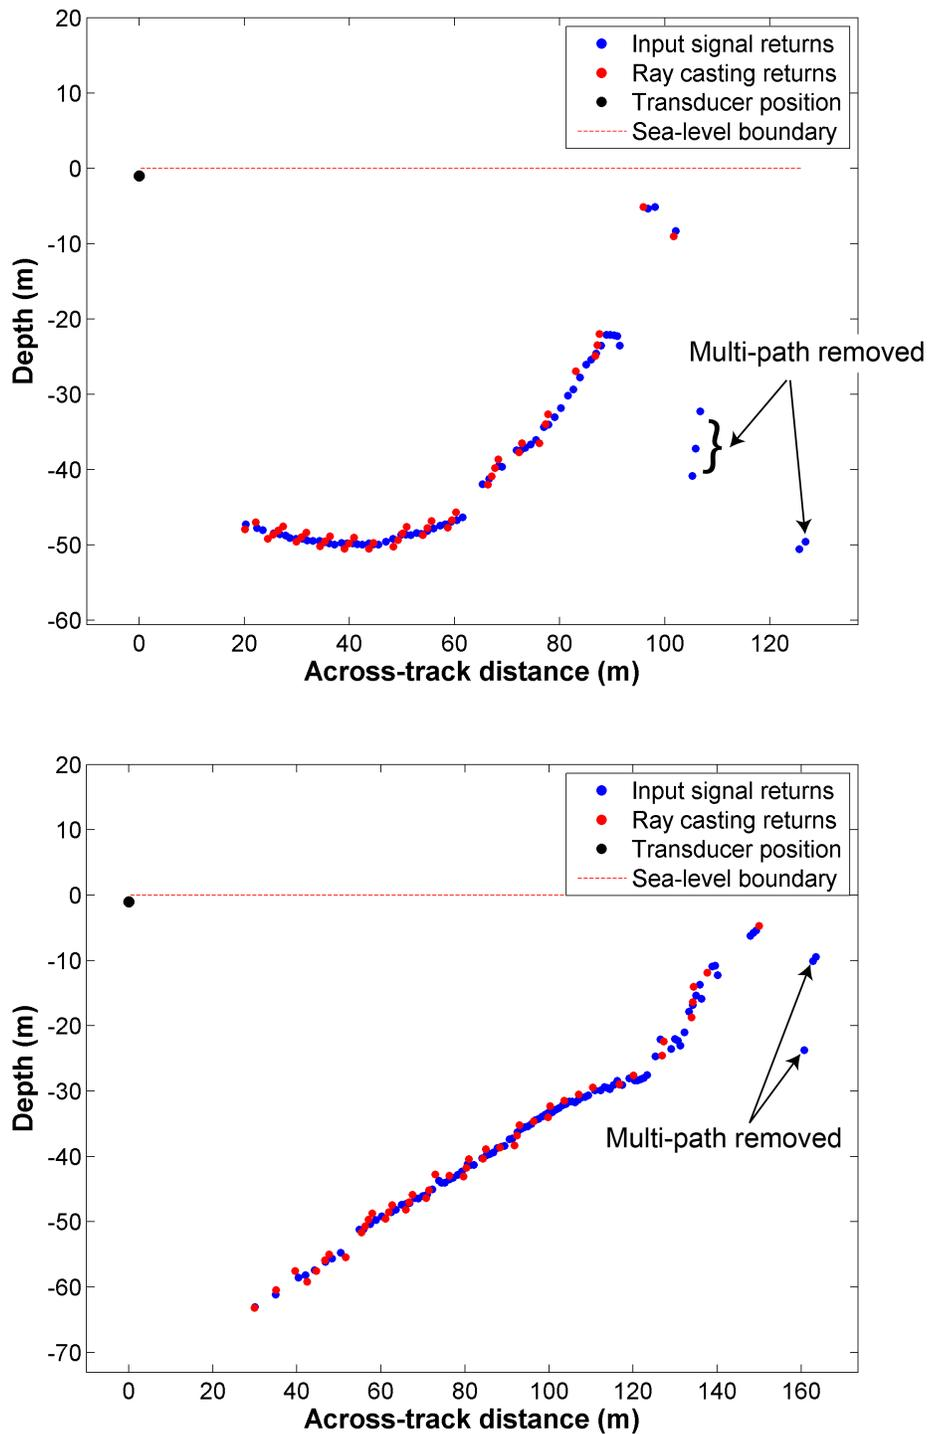 20
10
0
-10
-20
-30
-40
-50
-60
Depth (m)
Input signal returns
Ray casting returns
Transducer position
Sea-level boundary
Multi-path removed
}
0 20 40 60 80 100 120
Across-track distance (m)
20
10
0
-10
-20
-30
-40
-50
-60
-70
Depth (m)
Input signal returns
Ray casting returns
Transducer position
Sea-level boundary
Multi-path removed
0 20 40 60 80 100 120 140 160
Across-track distance (m)